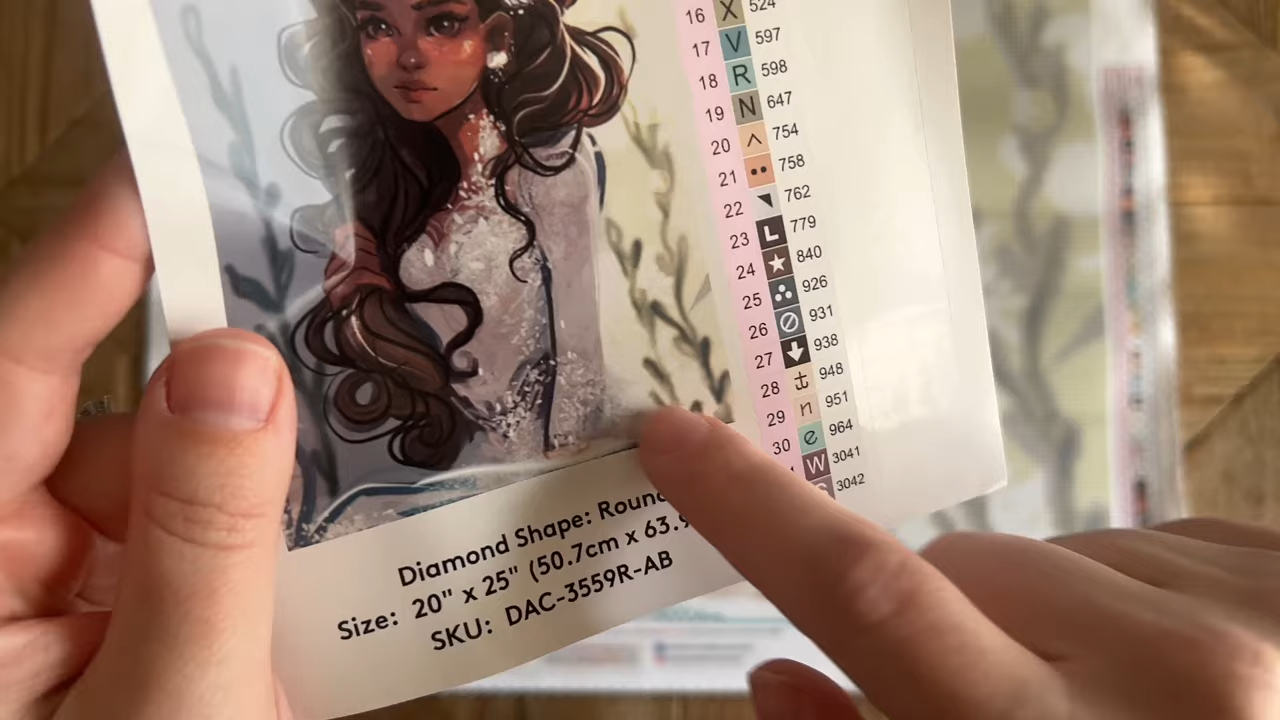 16 X 524
17 V 597
18 R 598
19 N 647
20 ^ 754
21 •• 758
22 ◥ 762
23 L 779
24 ★ 840
25 ∴ 926
26 ⊘ 931
27 ⬇ 938
28 ⚓ 948
29 n 951
30 e 964
W 3041
3042
Diamond Shape: Round
Size: 20" x 25" (50.7cm x 63.9
SKU: DAC-3559R-AB